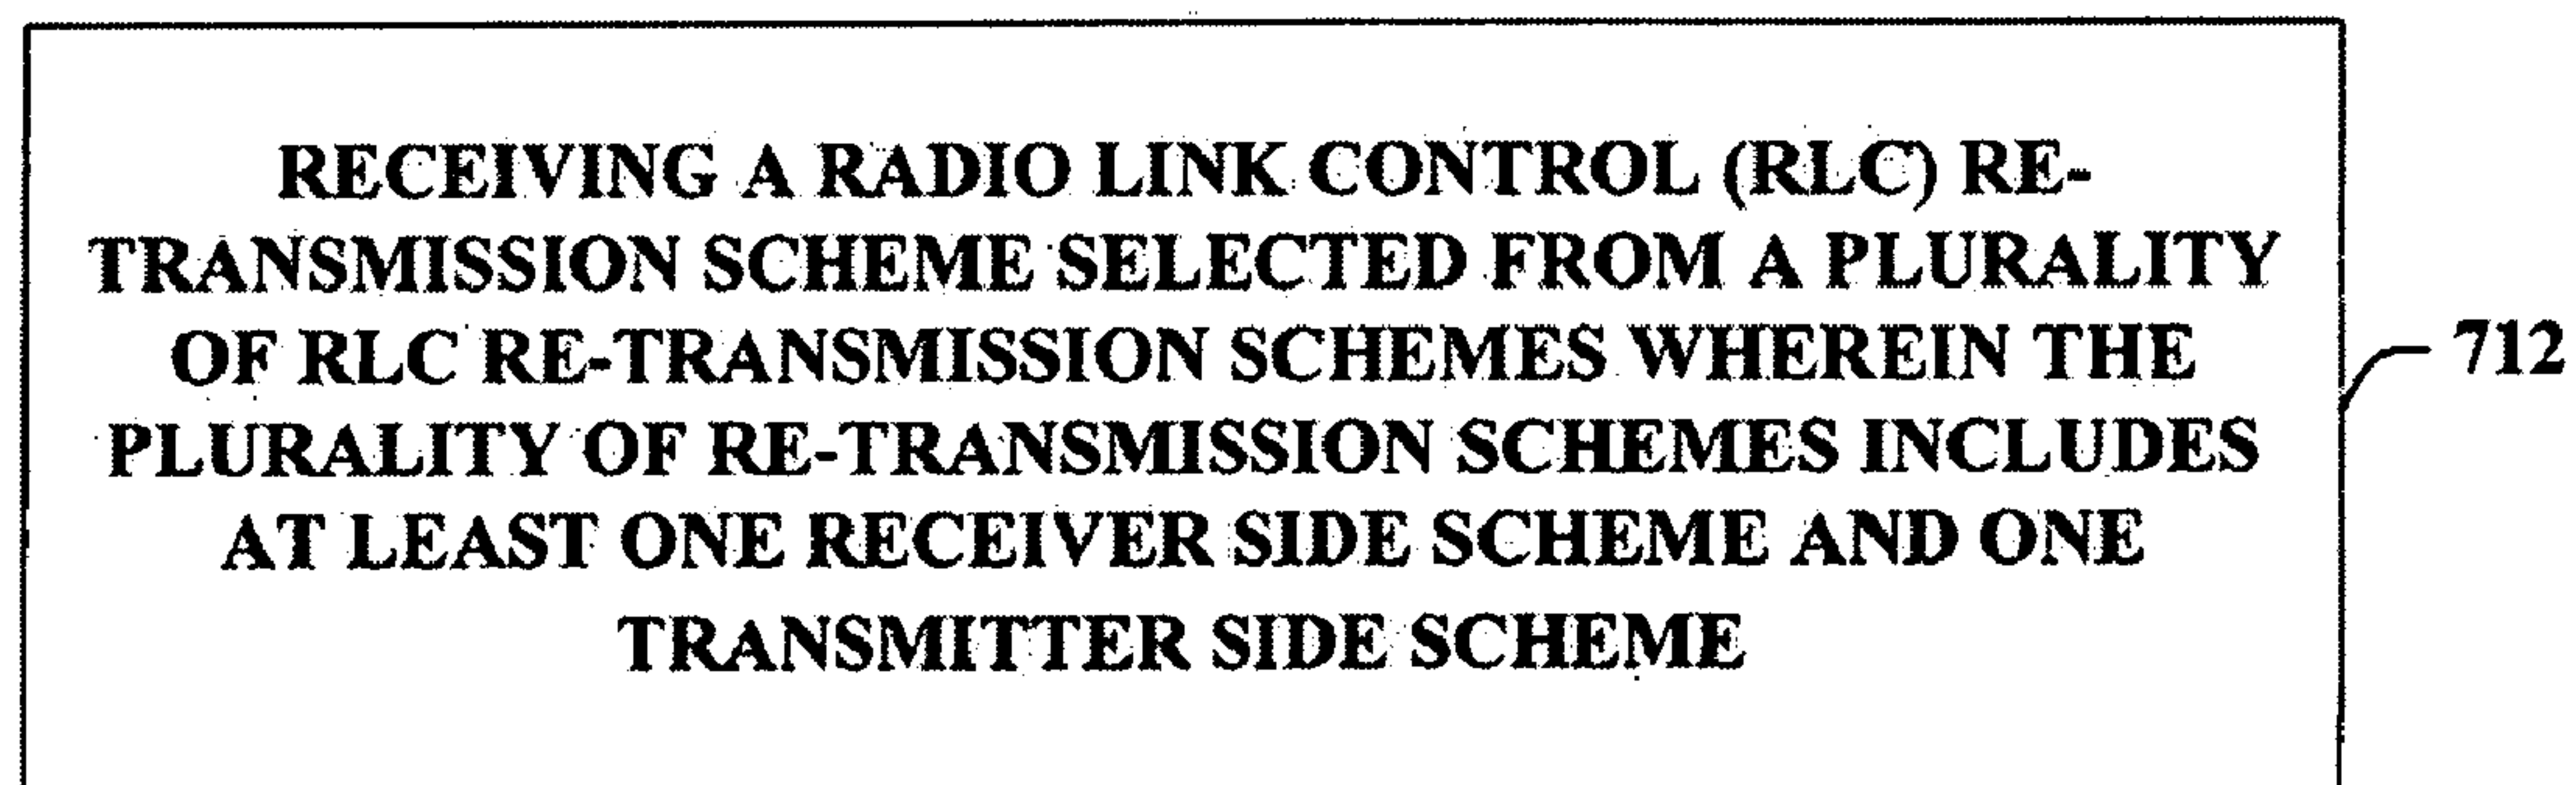 RECEIVING A RADIO LINK CONTROL (RLC) RE-
TRANSMISSION SCHEME SELECTED FROM A PLURALITY
OF RLC RE-TRANSMISSION SCHEMES WHEREIN THE
PLURALITY OF RE-TRANSMISSION SCHEMES INCLUDES
AT LEAST ONE RECEIVER SIDE SCHEME AND ONE
TRANSMITTER SIDE SCHEME
712